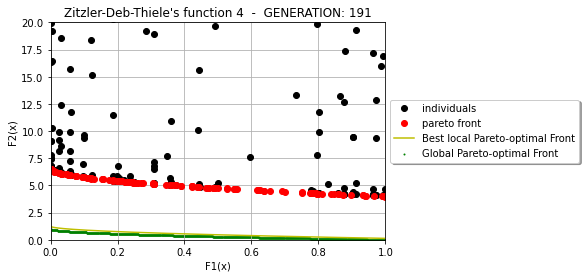 Zitzler-Deb-Thiele's function 4 - GENERATION: 191
F2(x)
20.0
17.5
15.0
12.5
10.0
7.5
5.0
2.5
0.0
0.0 0.2 0.4 0.6 0.8 1.0
F1(x)
individuals
pareto front
Best local Pareto-optimal Front
Global Pareto-optimal Front